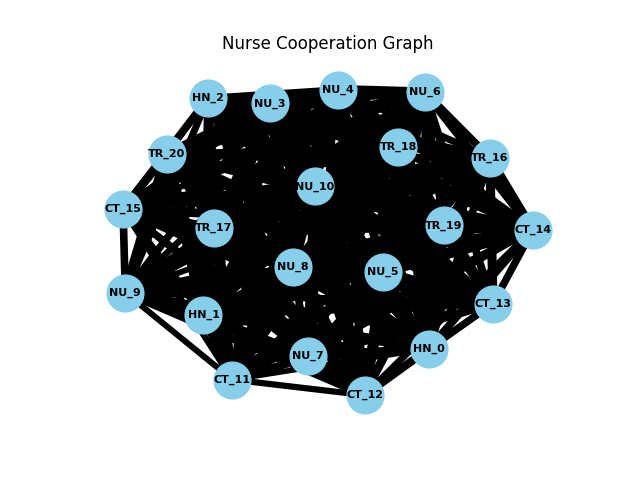 Nurse Cooperation Graph
NU_4
NU_6
HN_2
NU_3
TR_18
TR_20
TR_16
NU_10
CT_15
TR_19
TR_17
CT_14
NU_8
NU_5
NU_9
CT_13
HN_1
HN_0
NU_7
CT_11
CT_12